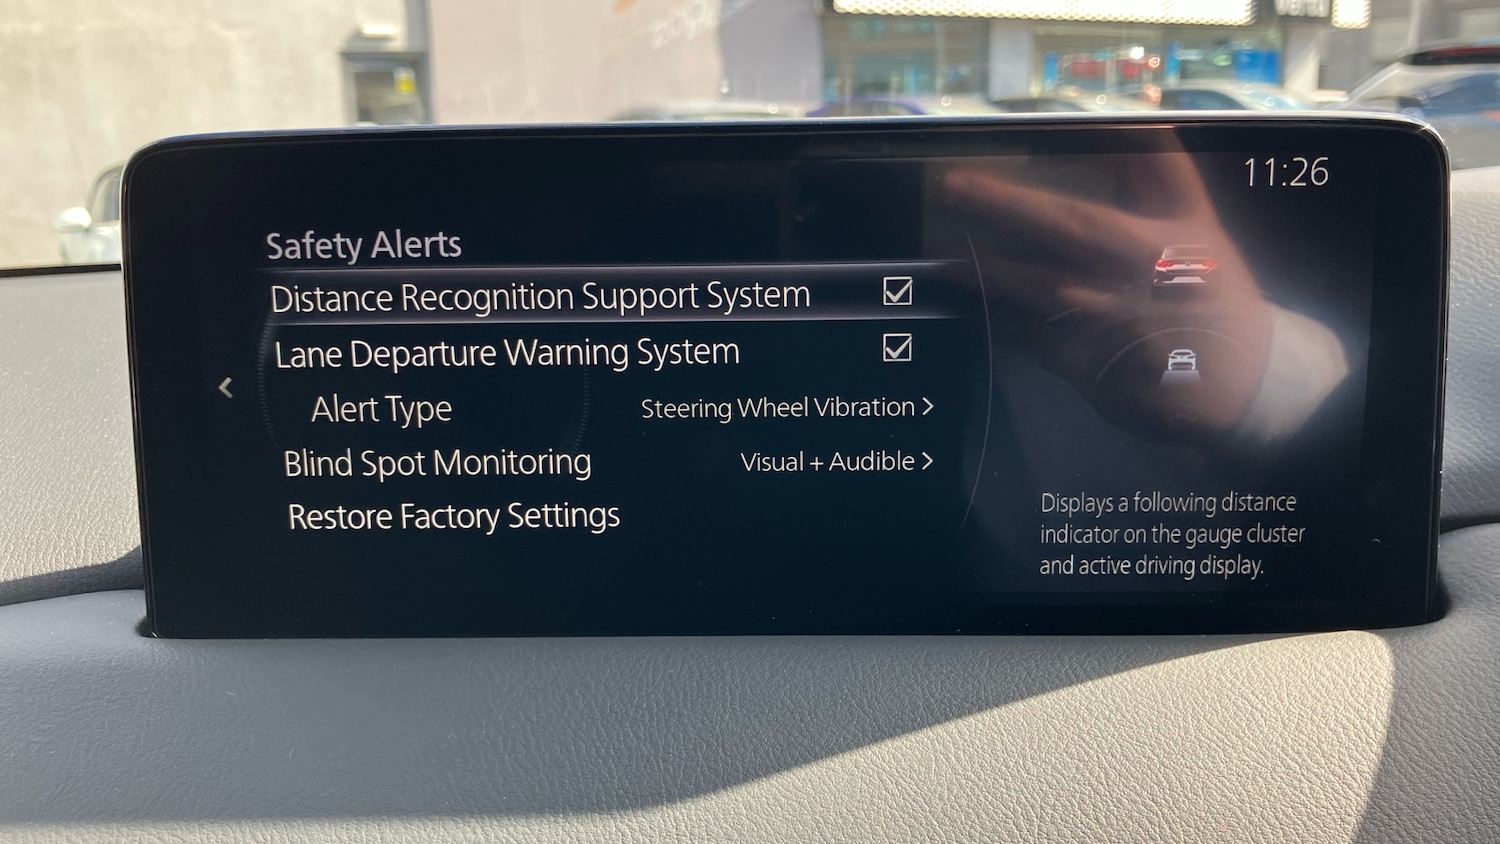 11:26
Safety Alerts
Distance Recognition Support System
Lane Departure Warning System
Alert Type Steering Wheel Vibration >
Blind Spot Monitoring Visual + Audible >
Restore Factory Settings
Displays a following distance
indicator on the gauge cluster
and active driving display.